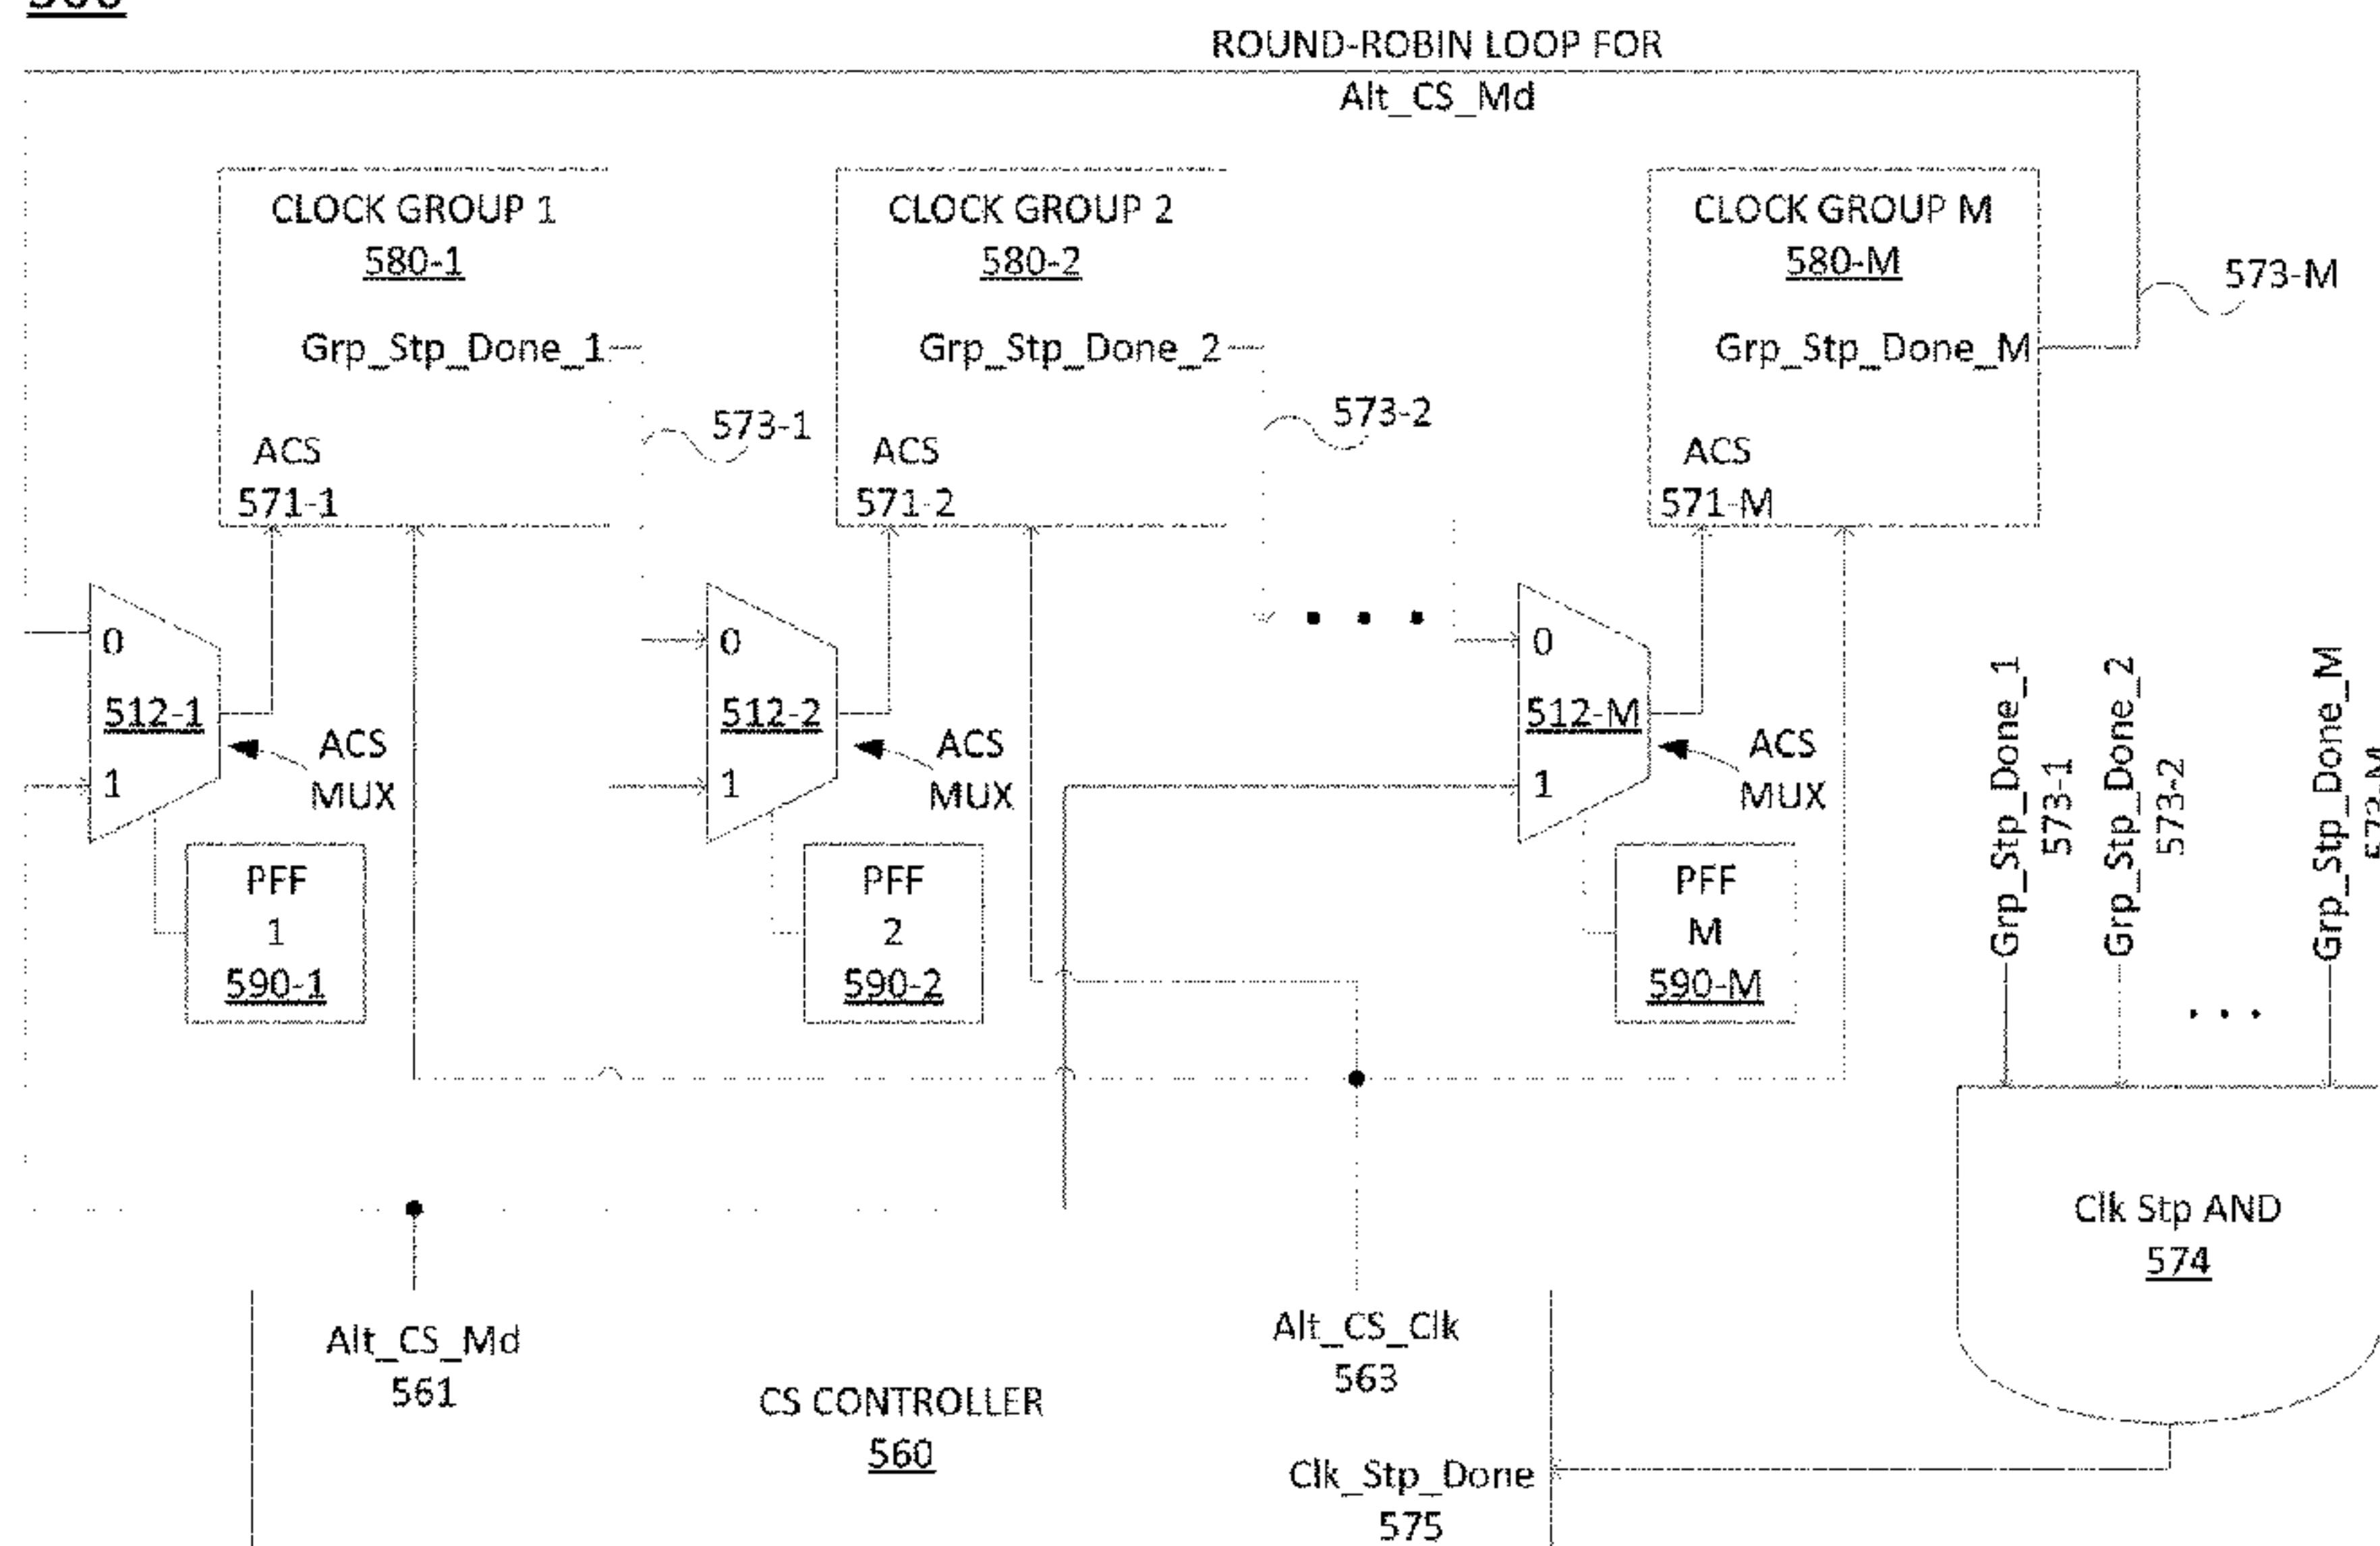 ROUND-ROBIN LOOP FOR
Alt_CS_Md
CLOCK GROUP 1
580-1
Grp_Stp_Done_1
ACS
571-1
573-1
CLOCK GROUP 2
580-2
Grp_Stp_Done_2
ACS
571-2
573-2
CLOCK GROUP M
580-M
Grp_Stp_Done_M
ACS
571-M
573-M
0
512-1
1
ACS
MUX
PFF
1
590-1
0
512-2
1
ACS
MUX
PFF
2
590-2
0
512-M
1
ACS
MUX
PFF
M
590-M
Grp_Stp_Done_1
573-1
Grp_Stp_Done_2
573-2
Grp_Stp_Done_M
573-M
Clk Stp AND
574
Alt_CS_Md
561
CS CONTROLLER
560
Alt_CS_Clk
563
Clk_Stp_Done
575